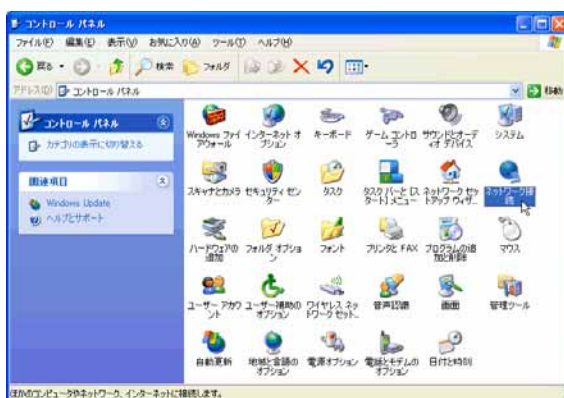 コントロール パネル
ファイル(F) 編集(E) 表示(V) お気に入り(A) ツール(T) ヘルプ(H)
戻る 検索 フォルダ
アドレス(D) コントロール パネル 移動
コントロール パネル
カテゴリの表示に切り替える
関連項目
Windows Update
ヘルプとサポート
Windows ファイアウォール
インターネット オプション
キーボード
ゲーム コントローラ
サウンドとオーディオ デバイス
システム
スキャナとカメラ
セキュリティ センター
タスク
タスク バーと [スタート] メニュー
ネットワーク セットアップ ウィザ...
ネットワーク接続
ハードウェアの追加
フォルダ オプション
フォント
プリンタと FAX
プログラムの追加と削除
マウス
ユーザー アカウント
ユーザー補助のオプション
ワイヤレス ネットワーク セット...
音声認識
画面
管理ツール
自動更新
地域と言語のオプション
電源オプション
電話とモデムのオプション
日付と時刻
ほかのコンピュータやネットワーク、インターネットに接続します。